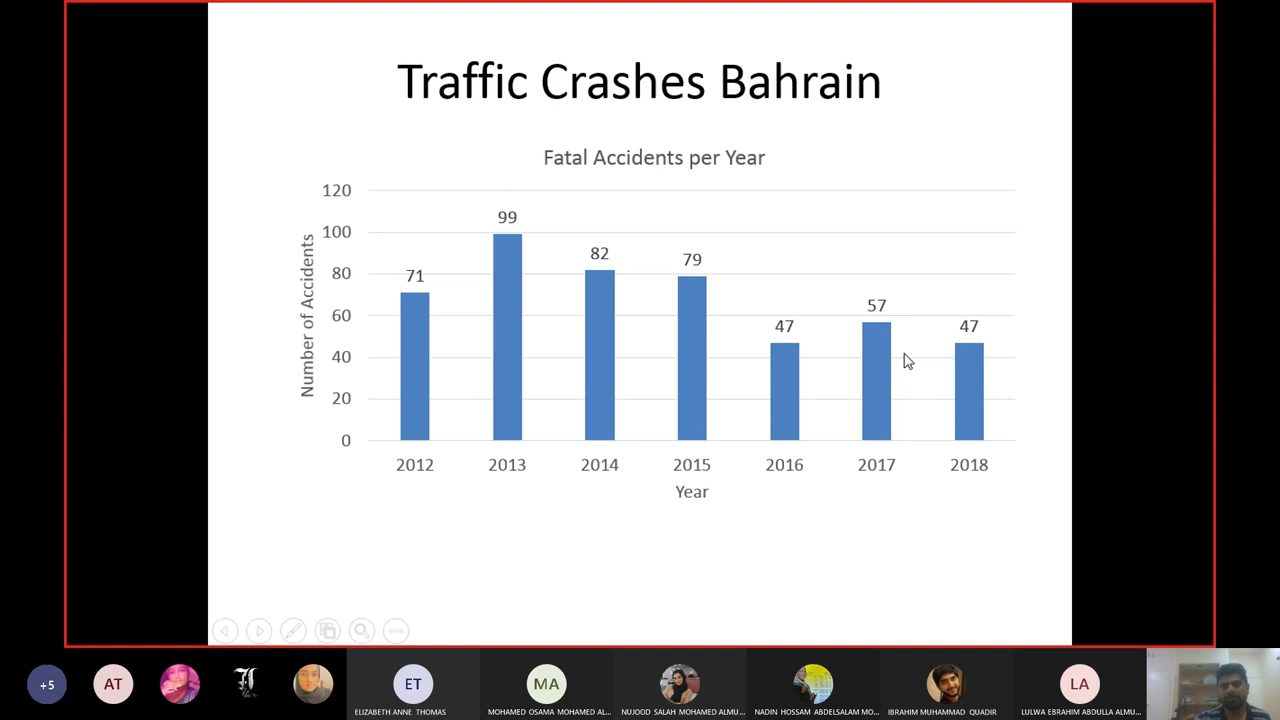 Traffic Crashes Bahrain
Fatal Accidents per Year
120
100
80
60
40
20
0
Number of Accidents
71
99
82
79
47
57
47
2012 2013 2014 2015 2016 2017 2018
Year
+5
AT
ET
MA
LA
ELIZABETH ANNE THOMAS
MOHAMED OSAMA MOHAMED AL...
NUJOOD SALAH MOHAMED ALMU...
NADIN HOSSAM ABDELSALAM MO...
IBRAHIM MUHAMMAD QUADIR
LULWA EBRAHIM ABDULLA ALMU...